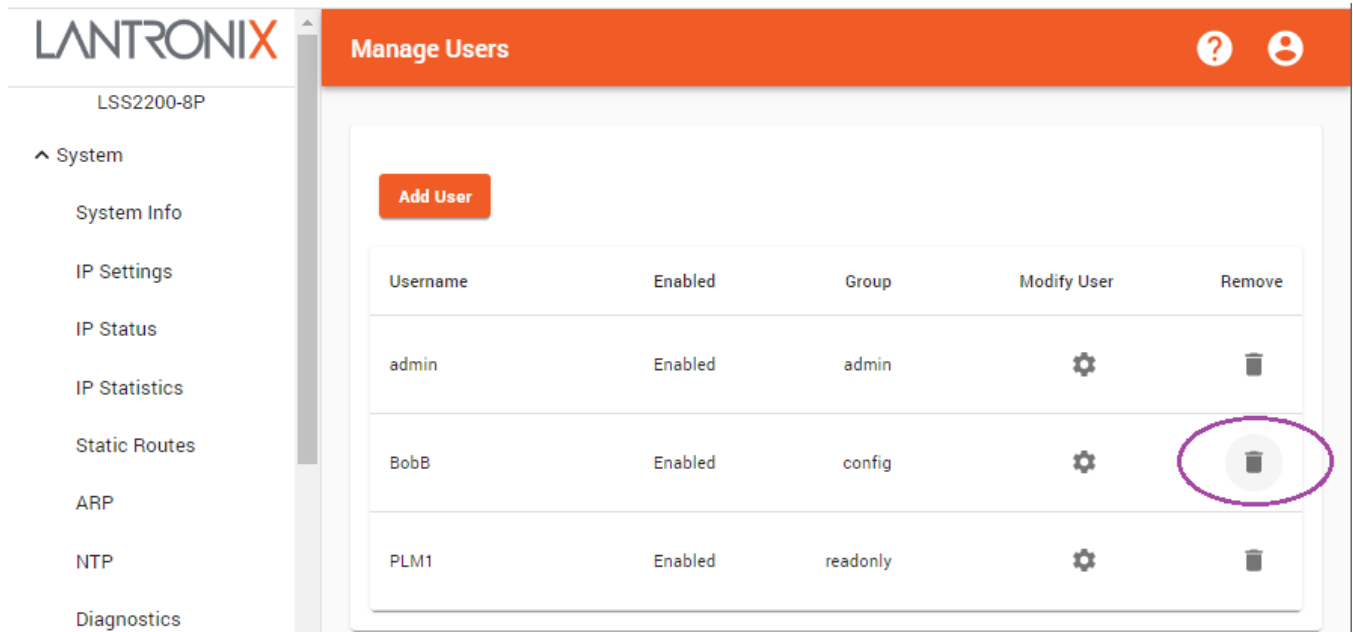 LANTRONIX
LSS2200-8P
System
System Info
IP Settings
IP Status
IP Statistics
Static Routes
ARP
NTP
Diagnostics
Manage Users
Add User
Username Enabled Group Modify User Remove
admin Enabled admin
BobB Enabled config
PLM1 Enabled readonly